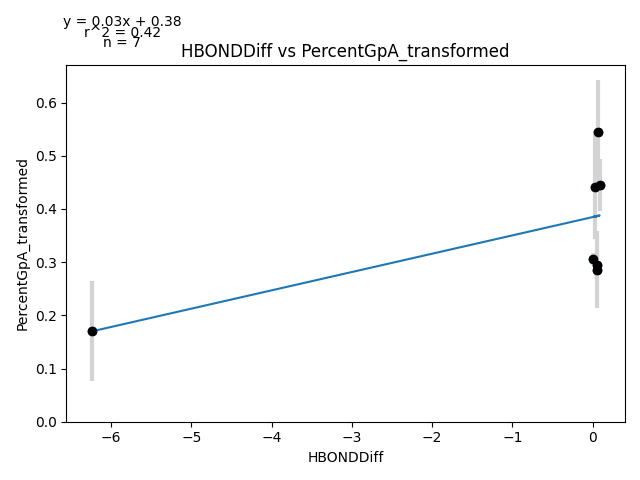 y = 0.03x + 0.38
r^2 = 0.42
n = 7
HBONDDiff vs PercentGpA_transformed
PercentGpA_transformed
0.6
0.5
0.4
0.3
0.2
0.1
0.0
−6 −5 −4 −3 −2 −1 0
HBONDDiff